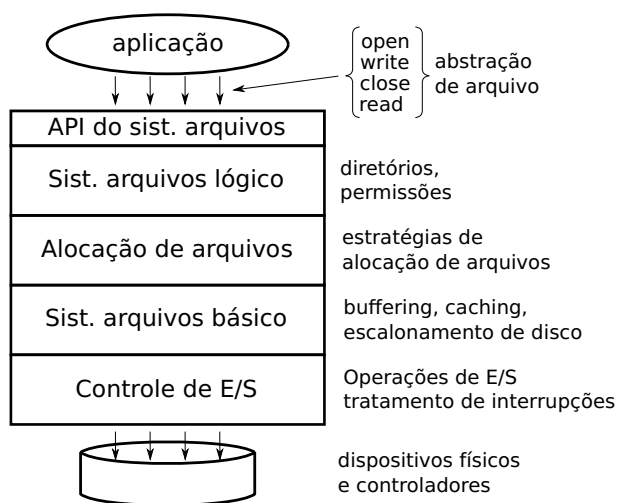 aplicação
open
write
close
read
abstração
de arquivo
API do sist. arquivos
Sist. arquivos lógico
diretórios,
permissões
Alocação de arquivos
estratégias de
alocação de arquivos
Sist. arquivos básico
buffering, caching,
escalonamento de disco
Controle de E/S
Operações de E/S
tratamento de interrupções
dispositivos físicos
e controladores